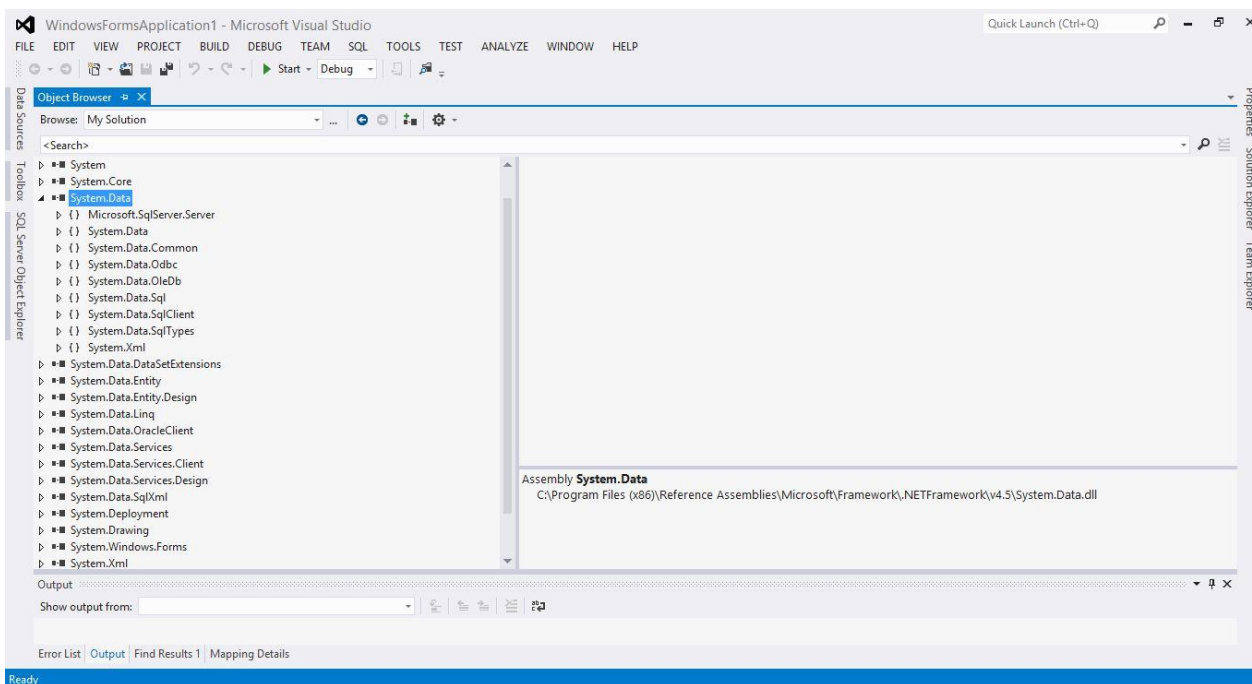 WindowsFormsApplication1 - Microsoft Visual Studio
Quick Launch (Ctrl+Q)
FILE EDIT VIEW PROJECT BUILD DEBUG TEAM SQL TOOLS TEST ANALYZE WINDOW HELP
Start Debug
Data Sources
Toolbox
SQL Server Object Explorer
Object Browser
Browse: My Solution ...
<Search>
System
System.Core
System.Data
{} Microsoft.SqlServer.Server
{} System.Data
{} System.Data.Common
{} System.Data.Odbc
{} System.Data.OleDb
{} System.Data.Sql
{} System.Data.SqlClient
{} System.Data.SqlTypes
{} System.Xml
System.Data.DataSetExtensions
System.Data.Entity
System.Data.Entity.Design
System.Data.Linq
System.Data.OracleClient
System.Data.Services
System.Data.Services.Client
System.Data.Services.Design
System.Data.SqlXml
System.Deployment
System.Drawing
System.Windows.Forms
System.Xml
Assembly System.Data
C:\Program Files (x86)\Reference Assemblies\Microsoft\Framework\.NETFramework\v4.5\System.Data.dll
Properties
Solution Explorer
Team Explorer
Output
Show output from:
Error List Output Find Results 1 Mapping Details
Ready